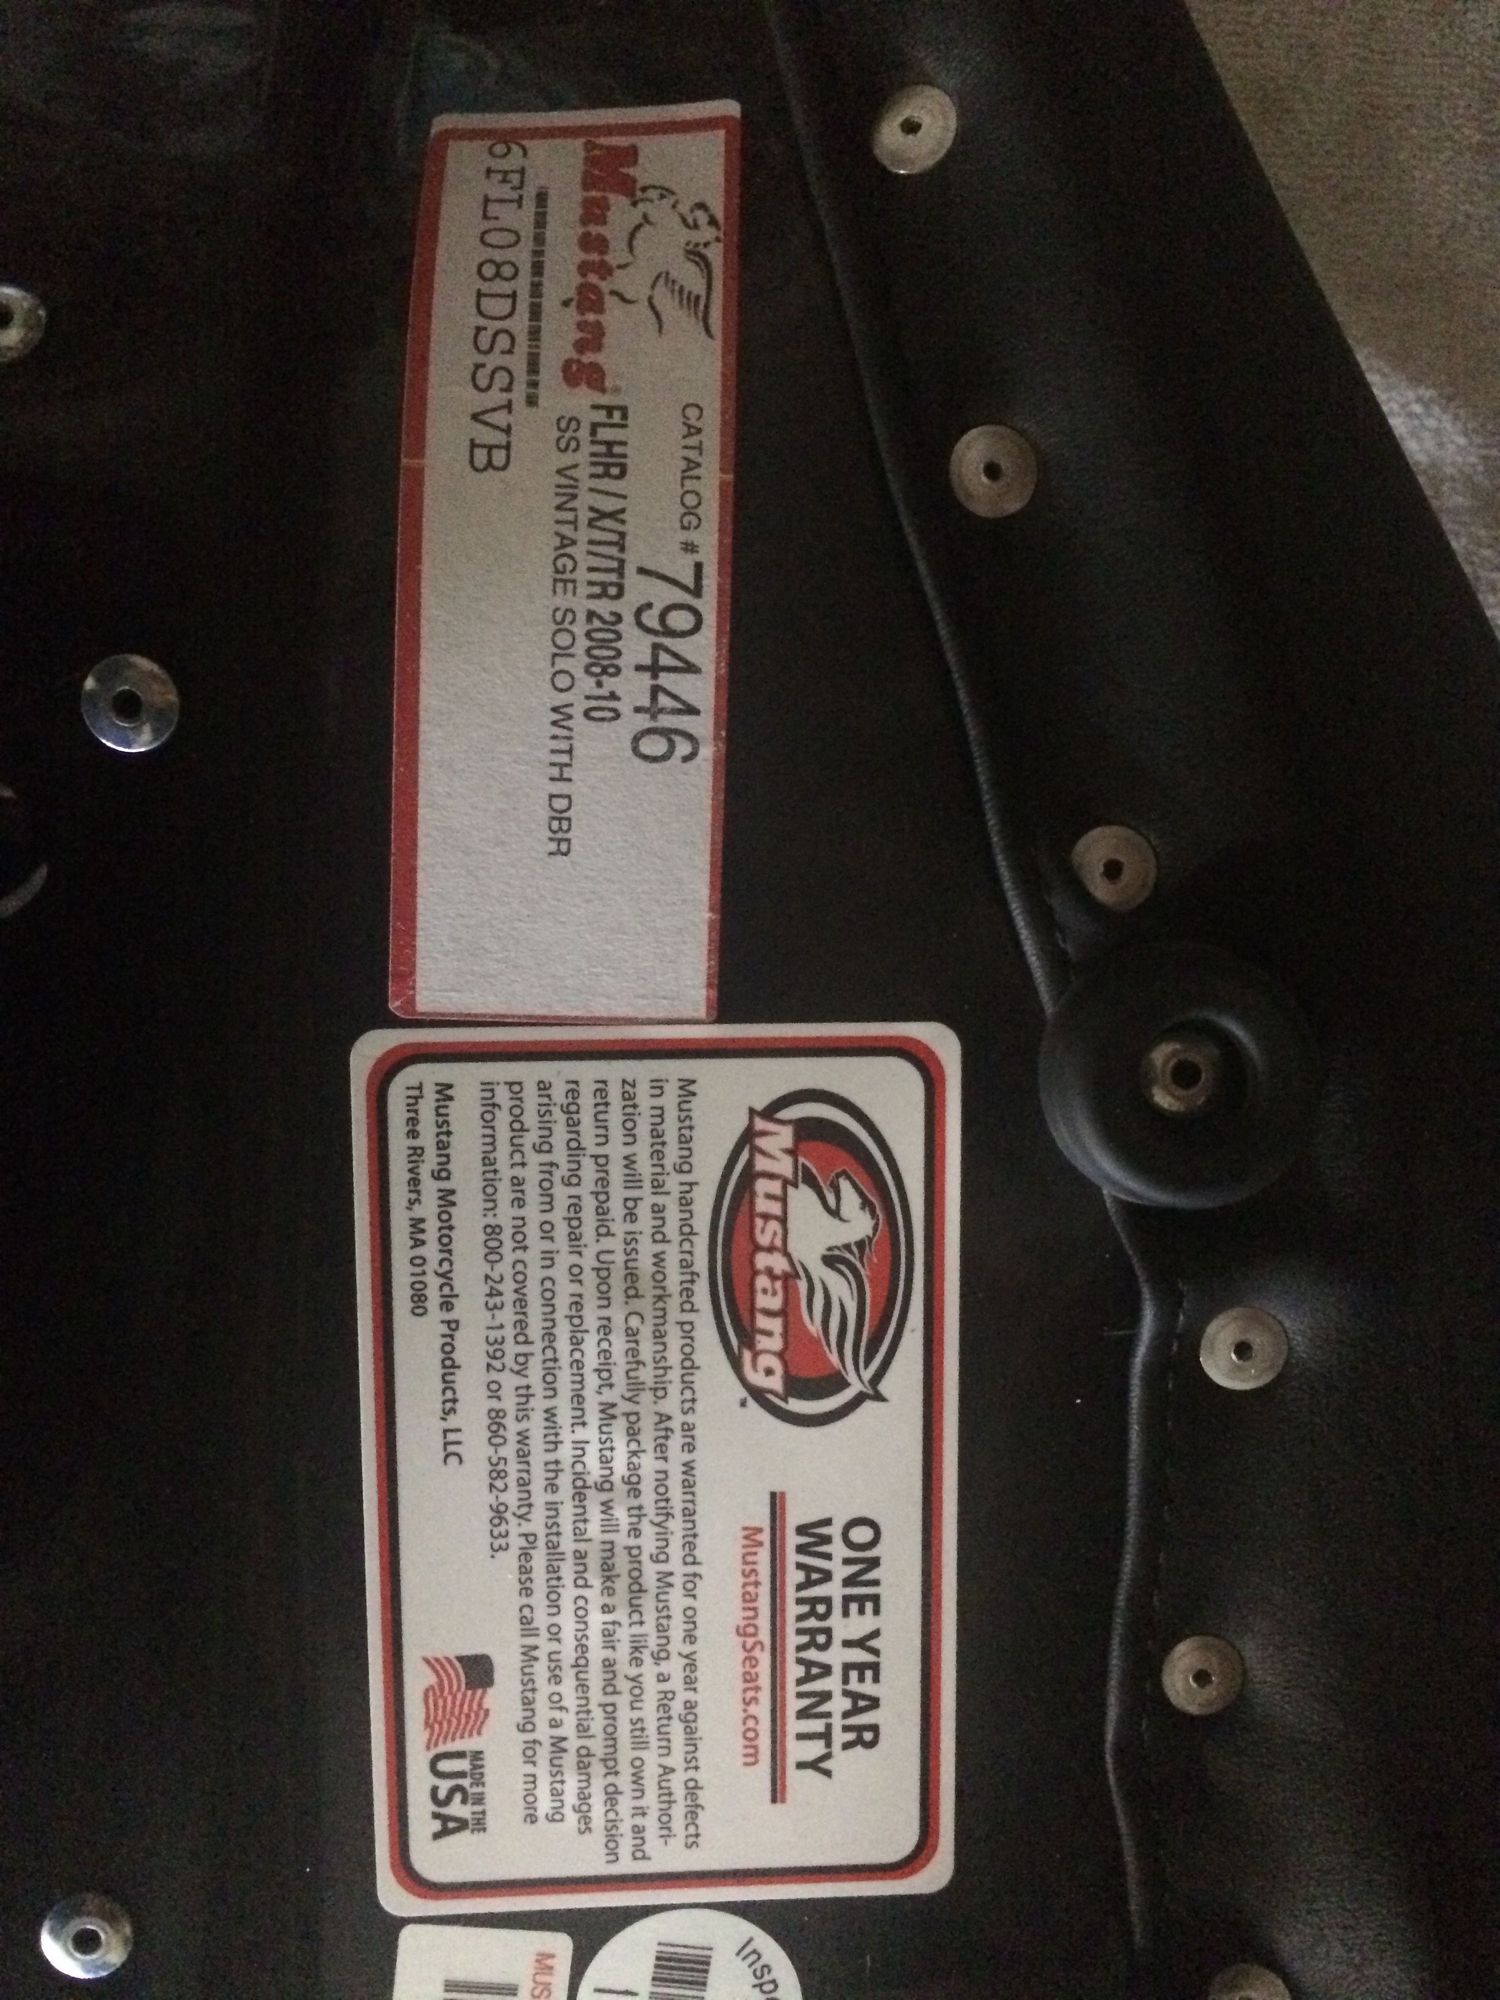 Mustang
CATALOG # 79446
FLHR / X/T/TR 2008-10
SS VINTAGE SOLO WITH DBR
6FL08DSSVB
Mustang™
ONE YEAR
WARRANTY
MustangSeats.com
Mustang handcrafted products are warranted for one year against defects
in material and workmanship. After notifying Mustang, a Return Authori-
zation will be issued. Carefully package the product like you still own it and
return prepaid. Upon receipt, Mustang will make a fair and prompt decision
regarding repair or replacement. Incidental and consequential damages
arising from or in connection with the installation or use of a Mustang
product are not covered by this warranty. Please call Mustang for more
information: 800-243-1392 or 860-582-9633.
Mustang Motorcycle Products, LLC
Three Rivers, MA 01080
MADE IN THE
USA
Inspe
MUS